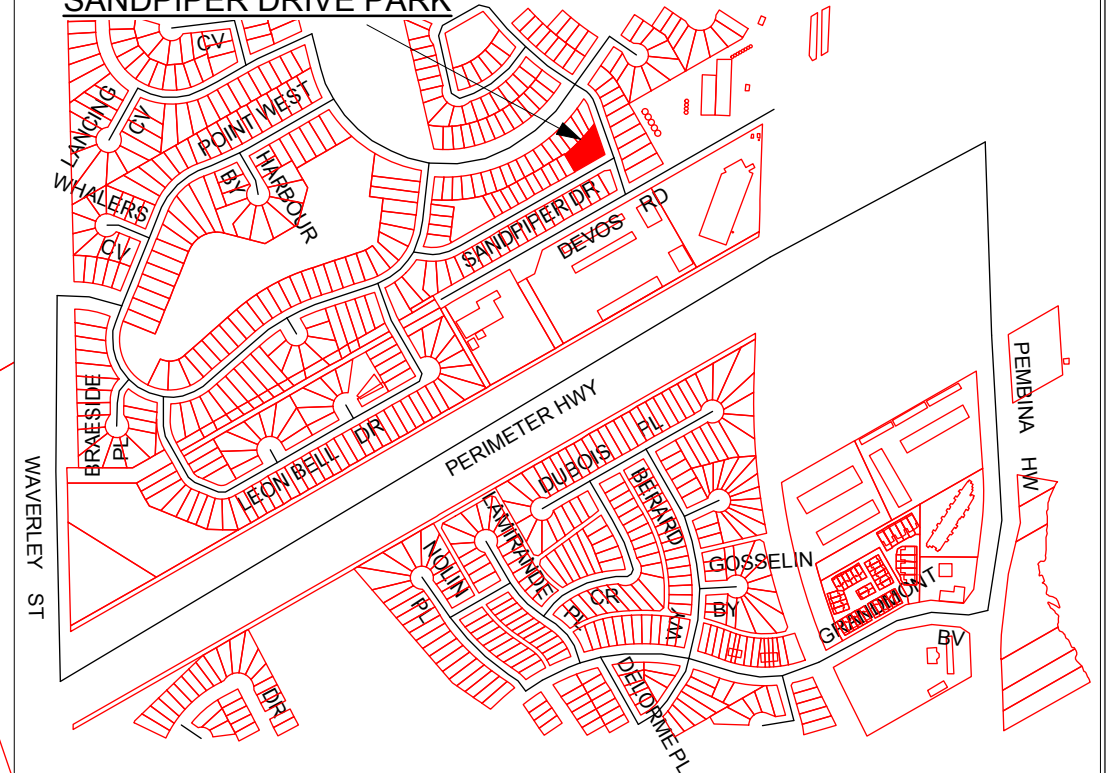 SANDPIPER DRIVE PARK
CV
LANCING
CV
POINT WEST
HARBOUR
BY
WHALERS
CV
SANDPIPER DR
DEVOS RD
BRAESIDE
PL
LEON BELL DR
PERIMETER HWY
PEMBINA HW
WAVERLEY ST
DUBOIS PL
BERARD
WY
LAMIRANDE
PL
NOLIN
PL
CR
GOSSELIN
BY
GRANDMONT
BV
DELORME PL
DR